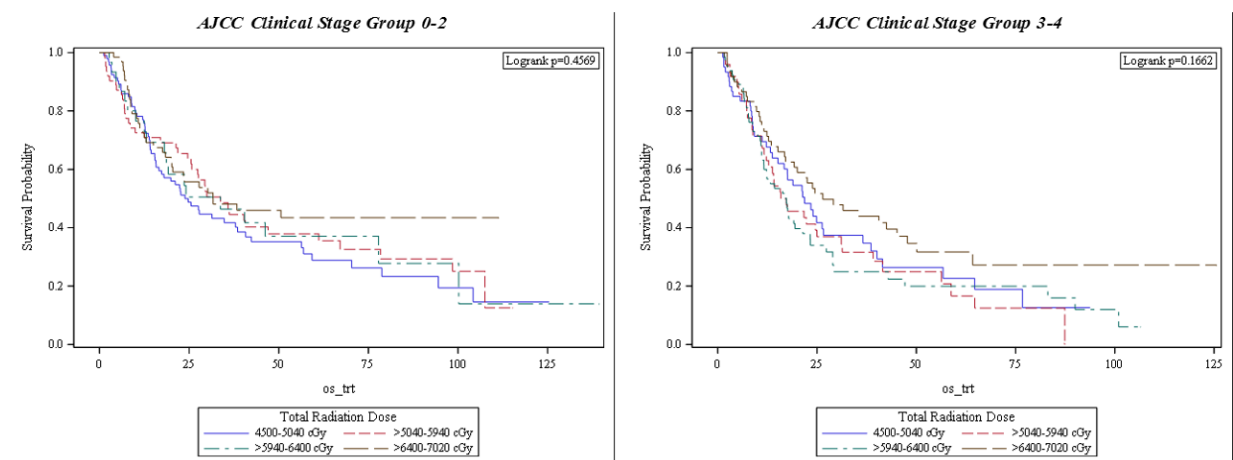 AJCC Clinical Stage Group 0-2
Logrank p=0.4569
Survival Probability
1.0
0.8
0.6
0.4
0.2
0.0
0 25 50 75 100 125
os_trt
Total Radiation Dose
4500-5040 cGy >5040-5940 cGy
>5940-6400 cGy >6400-7020 cGy
AJCC Clinical Stage Group 3-4
Logrank p=0.1662
Survival Probability
1.0
0.8
0.6
0.4
0.2
0.0
0 25 50 75 100 125
os_trt
Total Radiation Dose
4500-5040 cGy >5040-5940 cGy
>5940-6400 cGy >6400-7020 cGy